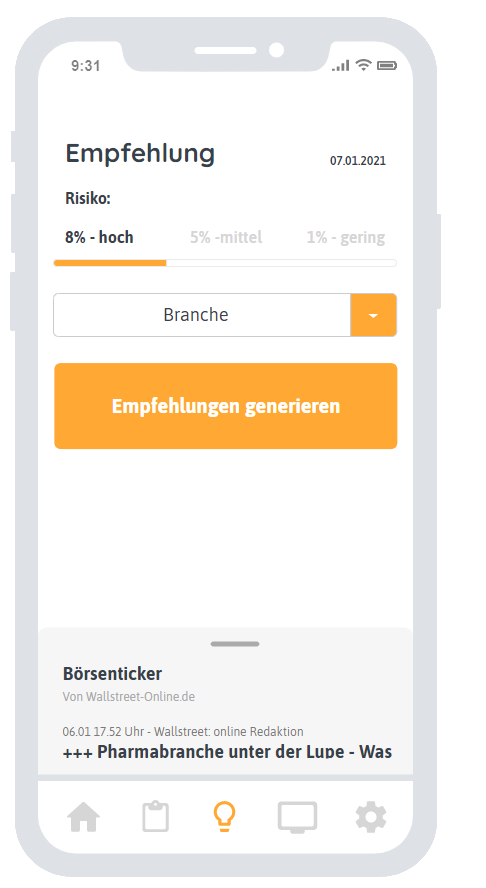 9:31
Empfehlung
07.01.2021
Risiko:
8% - hoch 5% -mittel 1% - gering
Branche
Empfehlungen generieren
Börsenticker
Von Wallstreet-Online.de
06.01 17.52 Uhr - Wallstreet: online Redaktion
+++ Pharmabranche unter der Lupe - Was